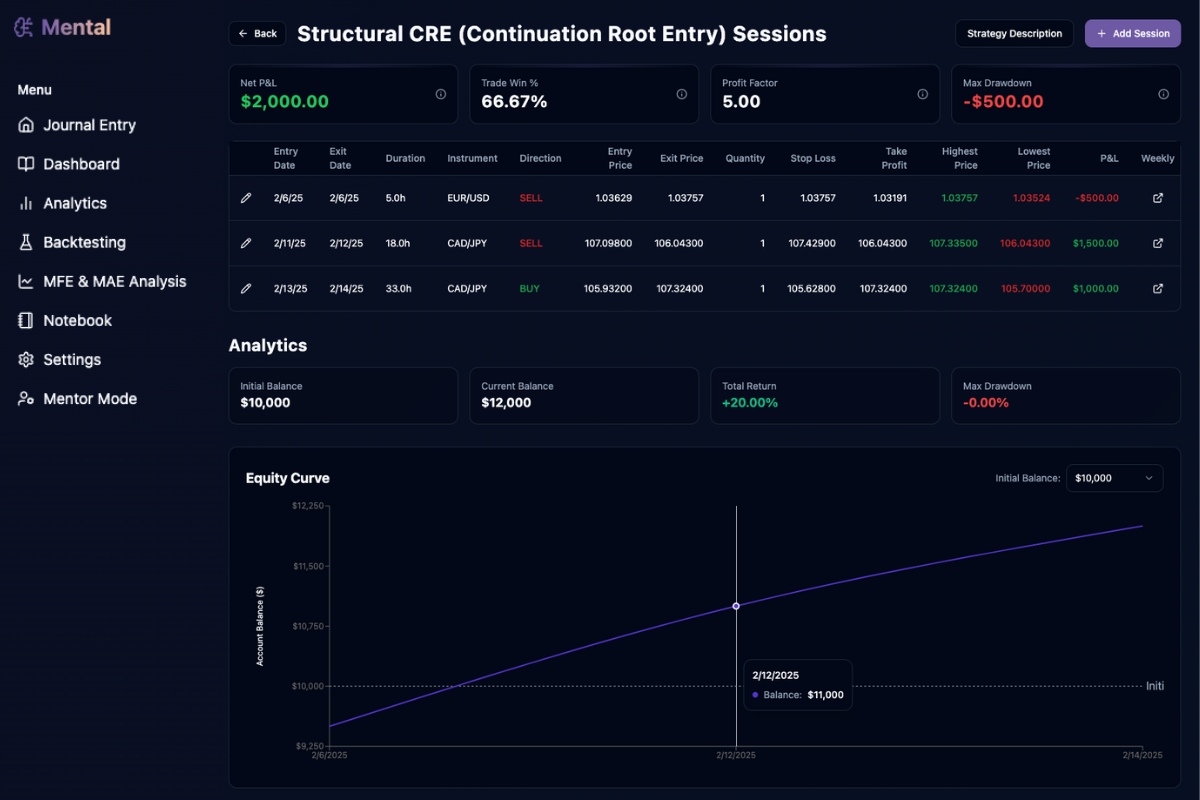 Mental
Menu
Journal Entry
Dashboard
Analytics
Backtesting
MFE & MAE Analysis
Notebook
Settings
Mentor Mode
Back
Structural CRE (Continuation Root Entry) Sessions
Strategy Description
+ Add Session
Net P&L
$2,000.00
Trade Win %
66.67%
Profit Factor
5.00
Max Drawdown
-$500.00
Entry Date Exit Date Duration Instrument Direction Entry Price Exit Price Quantity Stop Loss Take Profit Highest Price Lowest Price P&L Weekly
2/6/25 2/6/25 5.0h EUR/USD SELL 1.03629 1.03757 1 1.03757 1.03191 1.03757 1.03524 -$500.00
2/11/25 2/12/25 18.0h CAD/JPY SELL 107.09800 106.04300 1 107.42900 106.04300 107.33500 106.04300 $1,500.00
2/13/25 2/14/25 33.0h CAD/JPY BUY 105.93200 107.32400 1 105.62800 107.32400 107.32400 105.70000 $1,000.00
Analytics
Initial Balance
$10,000
Current Balance
$12,000
Total Return
+20.00%
Max Drawdown
-0.00%
Equity Curve
Initial Balance: $10,000
Account Balance ($)
$12,250
$11,500
$10,750
$10,000
$9,250
Initi
2/12/2025
Balance: $11,000
2/6/2025 2/12/2025 2/14/2025